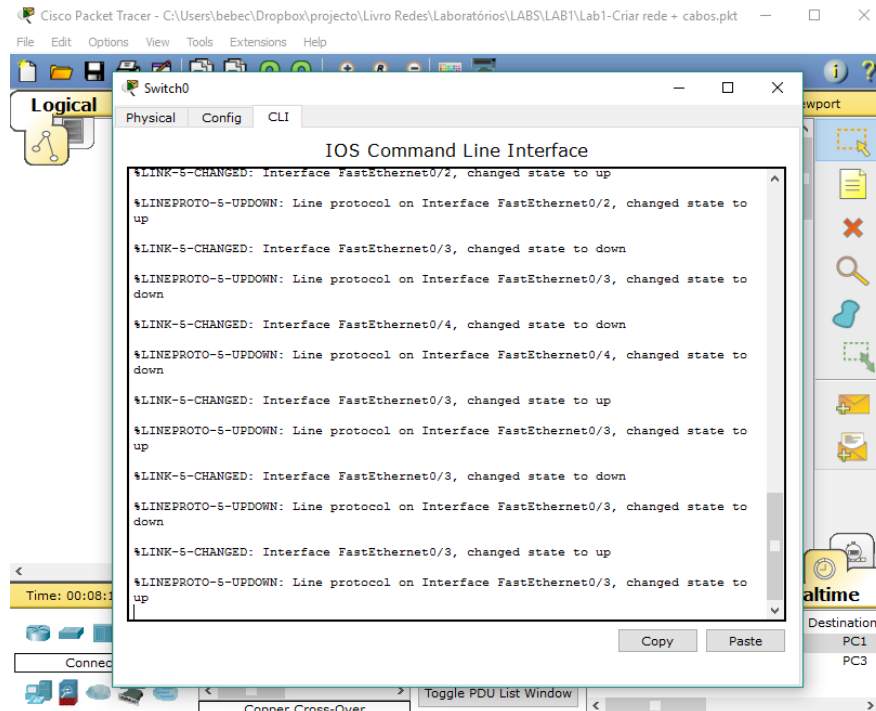 Cisco Packet Tracer - C:\Users\bebec\Dropbox\projecto\Livro Redes\Laboratórios\LABS\LAB1\Lab1-Criar rede + cabos.pkt
File Edit Options View Tools Extensions Help
Logical
Switch0
Physical Config CLI
IOS Command Line Interface
%LINK-5-CHANGED: Interface FastEthernet0/2, changed state to up
%LINEPROTO-5-UPDOWN: Line protocol on Interface FastEthernet0/2, changed state to
up
%LINK-5-CHANGED: Interface FastEthernet0/3, changed state to down
%LINEPROTO-5-UPDOWN: Line protocol on Interface FastEthernet0/3, changed state to
down
%LINK-5-CHANGED: Interface FastEthernet0/4, changed state to down
%LINEPROTO-5-UPDOWN: Line protocol on Interface FastEthernet0/4, changed state to
down
%LINK-5-CHANGED: Interface FastEthernet0/3, changed state to up
%LINEPROTO-5-UPDOWN: Line protocol on Interface FastEthernet0/3, changed state to
up
%LINK-5-CHANGED: Interface FastEthernet0/3, changed state to down
%LINEPROTO-5-UPDOWN: Line protocol on Interface FastEthernet0/3, changed state to
down
%LINK-5-CHANGED: Interface FastEthernet0/3, changed state to up
%LINEPROTO-5-UPDOWN: Line protocol on Interface FastEthernet0/3, changed state to
up
Copy Paste
ewport
Time: 00:08:1
altime
Connec
Destination
PC1
PC3
Toggle PDU List Window
Copper Cross-Over